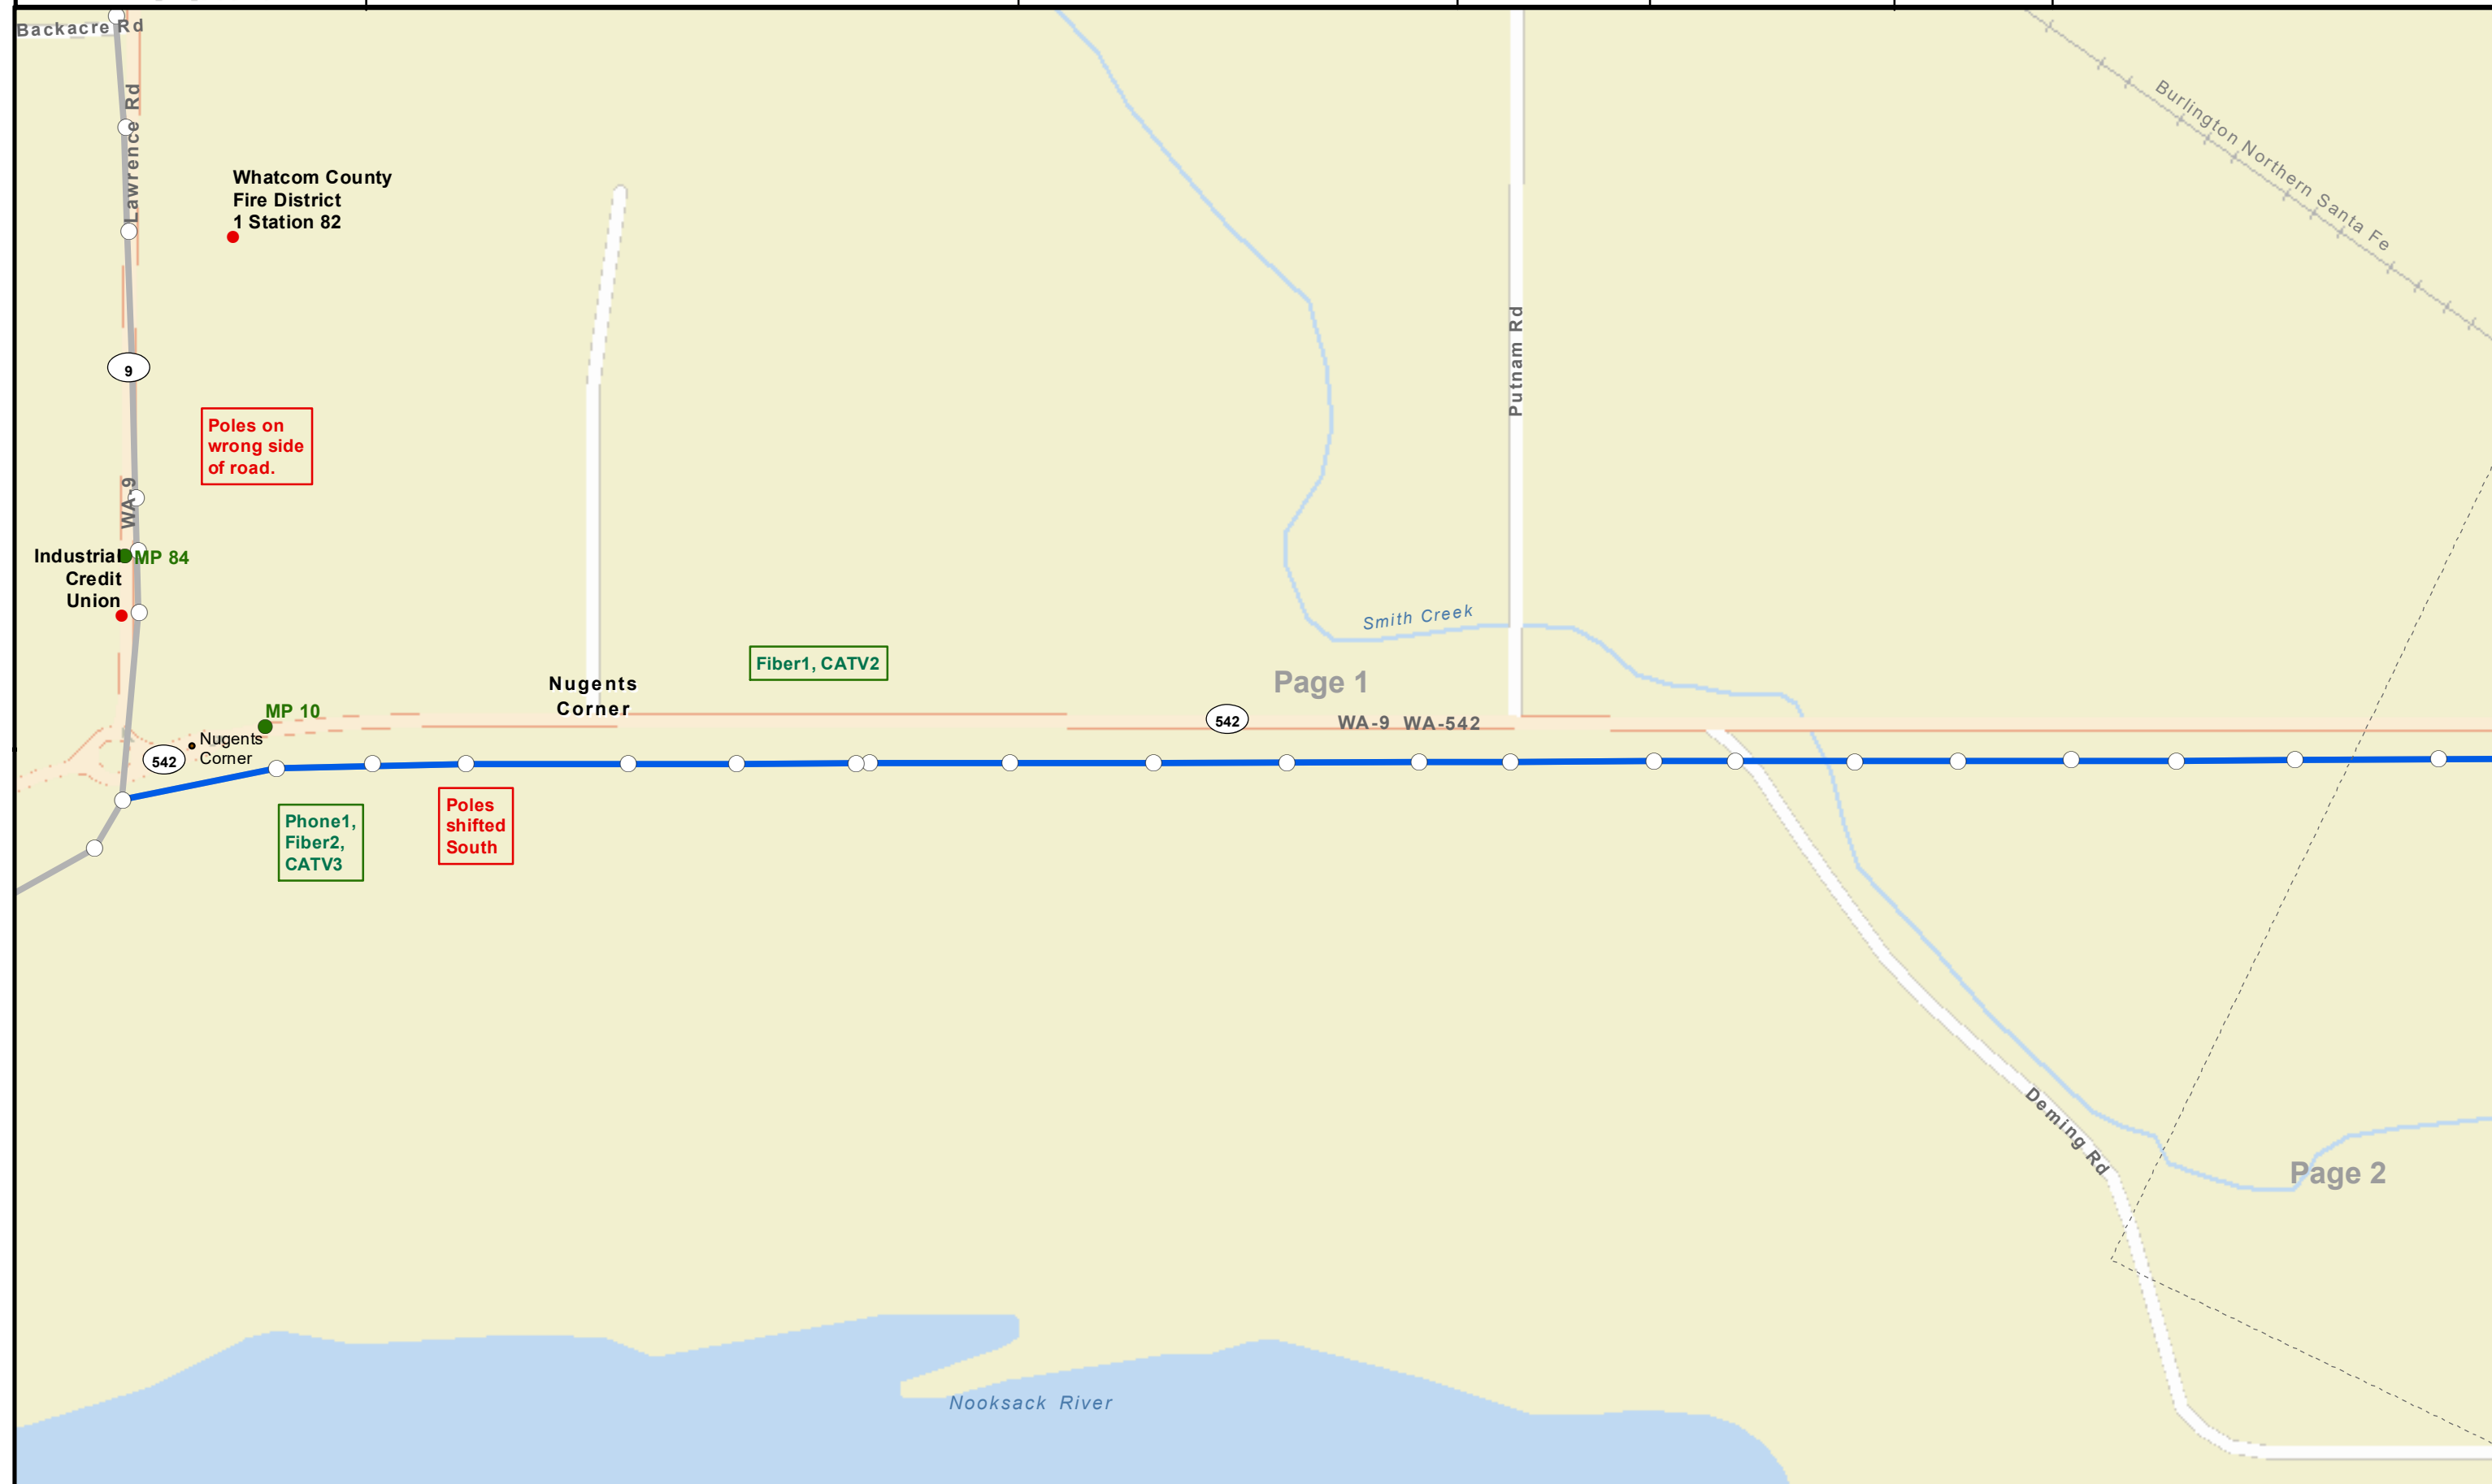 Backacre Rd
Lawrence Rd
Burlington Northern Santa Fe
Whatcom County
Fire District
1 Station 82
9
Putnam Rd
Poles on
wrong side
of road.
WA-9
Industrial
Credit
Union
MP 84
Smith Creek
Fiber1, CATV2
Page 1
Nugents
Corner
MP 10
542
WA-9 WA-542
Nugents
Corner
542
Phone1,
Fiber2,
CATV3
Poles
shifted
South
Deming Rd
Page 2
Nooksack River